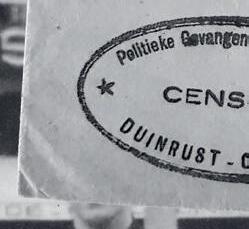 Politieke Gevangen
CENS
DUINRUST - C